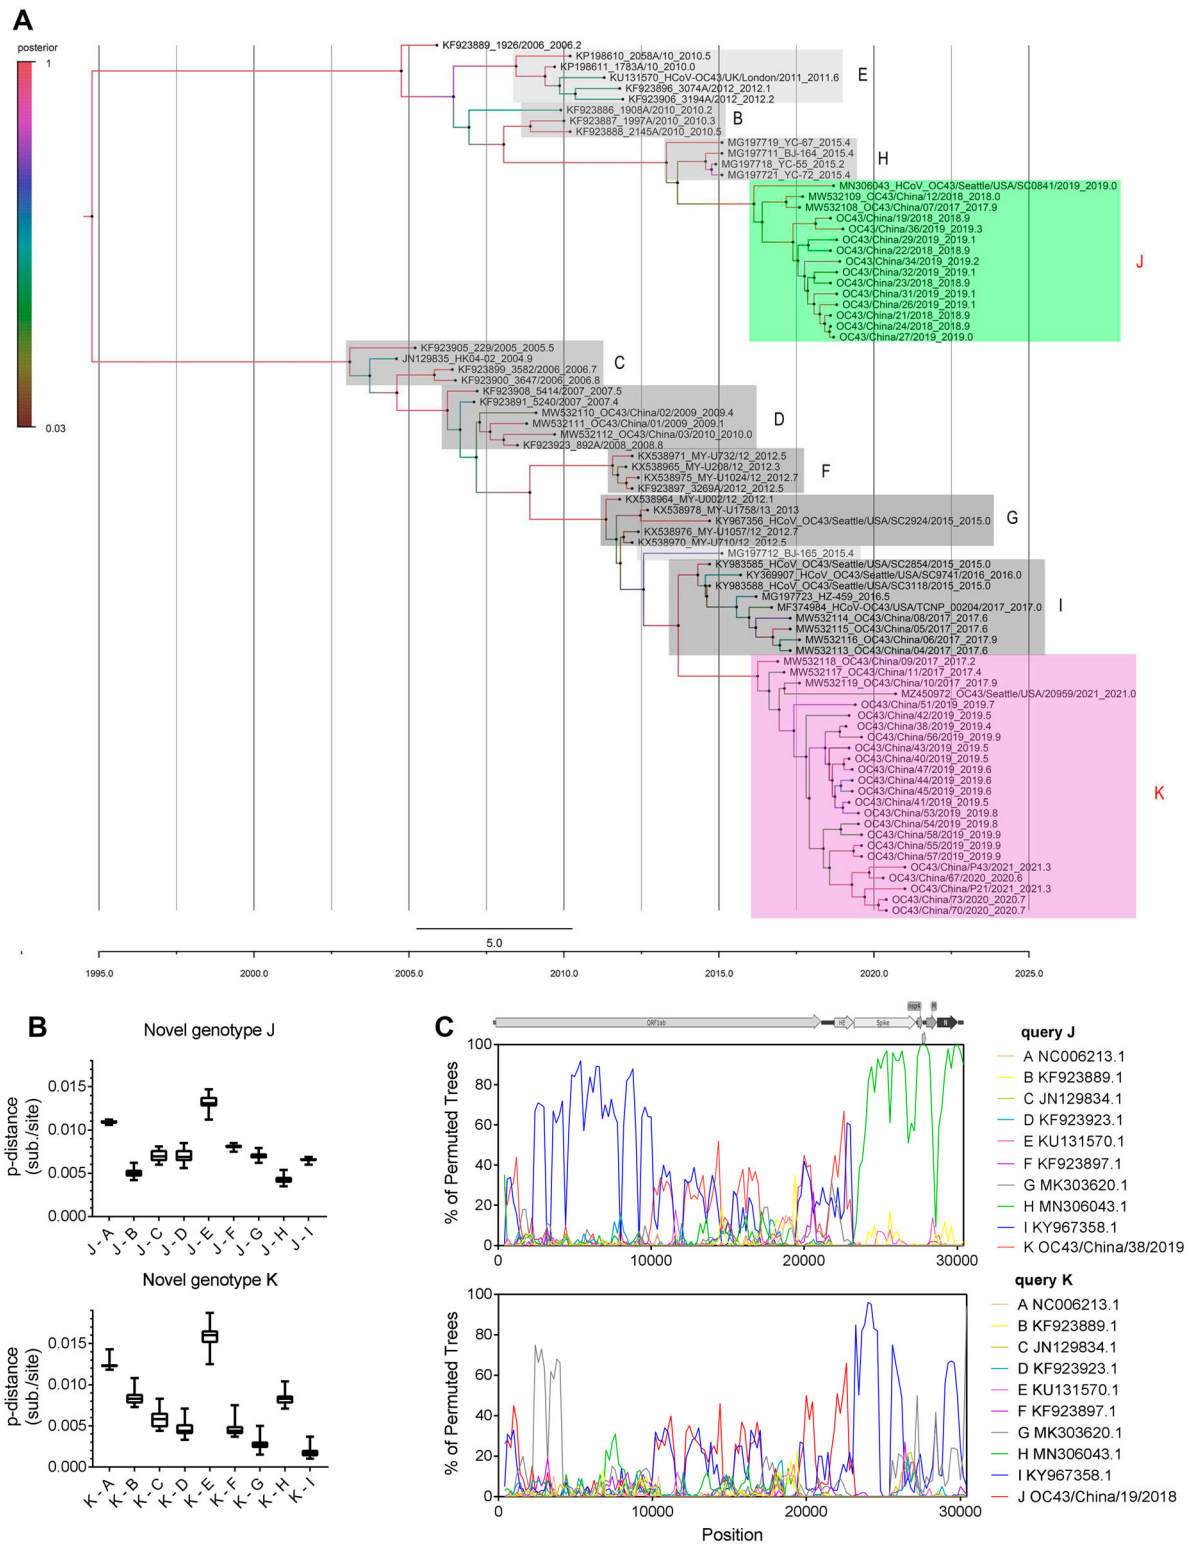 A
posterior
1
0.03
KF923889_1926/2006_2006.2
KP198610_2058A/10_2010.5
KP198611_1783A/10_2010.0
KU131570_HCoV-OC43/UK/London/2011_2011.6
KF923896_3074A/2012_2012.1
KF923906_3194A/2012_2012.2
E
KF923886_1908A/2010_2010.2
KF923887_1997A/2010_2010.3
KF923888_2145A/2010_2010.5
B
MG197719_YC-67_2015.4
MG197711_BJ-164_2015.4
MG197718_YC-55_2015.2
MG197721_YC-72_2015.4
H
MN306043_HCoV_OC43/Seattle/USA/SC0841/2019_2019.0
MW532109_OC43/China/12/2018_2018.0
MW532108_OC43/China/07/2017_2017.9
OC43/China/19/2018_2018.9
OC43/China/36/2019_2019.3
OC43/China/29/2019_2019.1
OC43/China/22/2018_2018.9
OC43/China/34/2019_2019.2
OC43/China/32/2019_2019.1
OC43/China/23/2018_2018.9
OC43/China/31/2019_2019.1
OC43/China/26/2019_2019.1
OC43/China/21/2018_2018.9
OC43/China/24/2018_2018.9
OC43/China/27/2019_2019.0
J
KF923905_229/2005_2005.5
JN129835_HK04-02_2004.9
KF923899_3582/2006_2006.7
KF923900_3647/2006_2006.8
C
KF923908_5414/2007_2007.5
KF923891_5240/2007_2007.4
MW532110_OC43/China/02/2009_2009.4
MW532111_OC43/China/01/2009_2009.1
MW532112_OC43/China/03/2010_2010.0
KF923923_892A/2008_2008.8
D
KX538971_MY-U732/12_2012.5
KX538965_MY-U208/12_2012.3
KX538975_MY-U1024/12_2012.7
KF923897_3269A/2012_2012.5
F
KX538964_MY-U002/12_2012.1
KX538978_MY-U1758/13_2013
KY967356_HCoV_OC43/Seattle/USA/SC2924/2015_2015.0
KX538976_MY-U1057/12_2012.7
KX538970_MY-U710/12_2012.5
G
MG197712_BJ-165_2015.4
KY983585_HCoV_OC43/Seattle/USA/SC2854/2015_2015.0
KY369907_HCoV_OC43/Seattle/USA/SC9741/2016_2016.0
KY983588_HCoV_OC43/Seattle/USA/SC3118/2015_2015.0
MG197723_HZ-459_2016.5
MF374984_HCoV-OC43/USA/TCNP_00204/2017_2017.0
MW532114_OC43/China/08/2017_2017.6
MW532115_OC43/China/05/2017_2017.6
MW532116_OC43/China/06/2017_2017.9
MW532113_OC43/China/04/2017_2017.6
I
MW532118_OC43/China/09/2017_2017.2
MW532117_OC43/China/11/2017_2017.4
MW532119_OC43/China/10/2017_2017.9
MZ450972_OC43/Seattle/USA/20959/2021_2021.0
OC43/China/51/2019_2019.7
OC43/China/42/2019_2019.5
OC43/China/38/2019_2019.4
OC43/China/56/2019_2019.9
OC43/China/43/2019_2019.5
OC43/China/40/2019_2019.5
OC43/China/47/2019_2019.6
OC43/China/44/2019_2019.6
OC43/China/45/2019_2019.6
OC43/China/41/2019_2019.5
OC43/China/53/2019_2019.8
OC43/China/54/2019_2019.8
OC43/China/58/2019_2019.9
OC43/China/55/2019_2019.9
OC43/China/57/2019_2019.9
OC43/China/P43/2021_2021.3
OC43/China/67/2020_2020.6
OC43/China/P21/2021_2021.3
OC43/China/73/2020_2020.7
OC43/China/70/2020_2020.7
K
5.0
1995.0 2000.0 2005.0 2010.0 2015.0 2020.0 2025.0
B
Novel genotype J
p-distance
(sub./site)
0.015
0.010
0.005
0.000
J - A J - B J - C J - D J - E J - F J - G J - H J - I
Novel genotype K
p-distance
(sub./site)
0.015
0.010
0.005
0.000
K - A K - B K - C K - D K - E K - F K - G K - H K - I
C
ORF1ab HE Spike M N
% of Permuted Trees
100
80
60
40
20
0
0 10000 20000 30000
query J
A NC006213.1
B KF923889.1
C JN129834.1
D KF923923.1
E KU131570.1
F KF923897.1
G MK303620.1
H MN306043.1
I KY967358.1
K OC43/China/38/2019
% of Permuted Trees
100
80
60
40
20
0
0 10000 20000 30000
Position
query K
A NC006213.1
B KF923889.1
C JN129834.1
D KF923923.1
E KU131570.1
F KF923897.1
G MK303620.1
H MN306043.1
I KY967358.1
J OC43/China/19/2018